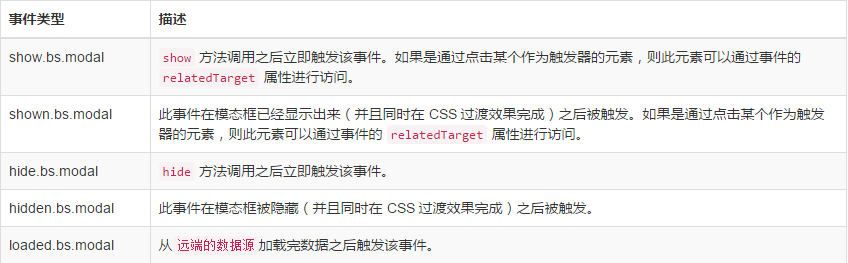 事件类型 描述
show.bs.modal show 方法调用之后立即触发该事件。如果是通过点击某个作为触发器的元素，则此元素可以通过事件的
relatedTarget 属性进行访问。
shown.bs.modal 此事件在模态框已经显示出来（并且同时在 CSS 过渡效果完成）之后被触发。如果是通过点击某个作为触发
器的元素，则此元素可以通过事件的 relatedTarget 属性进行访问。
hide.bs.modal hide 方法调用之后立即触发该事件。
hidden.bs.modal 此事件在模态框被隐藏（并且同时在 CSS 过渡效果完成）之后被触发。
loaded.bs.modal 从 远端的数据源 加载完数据之后触发该事件。